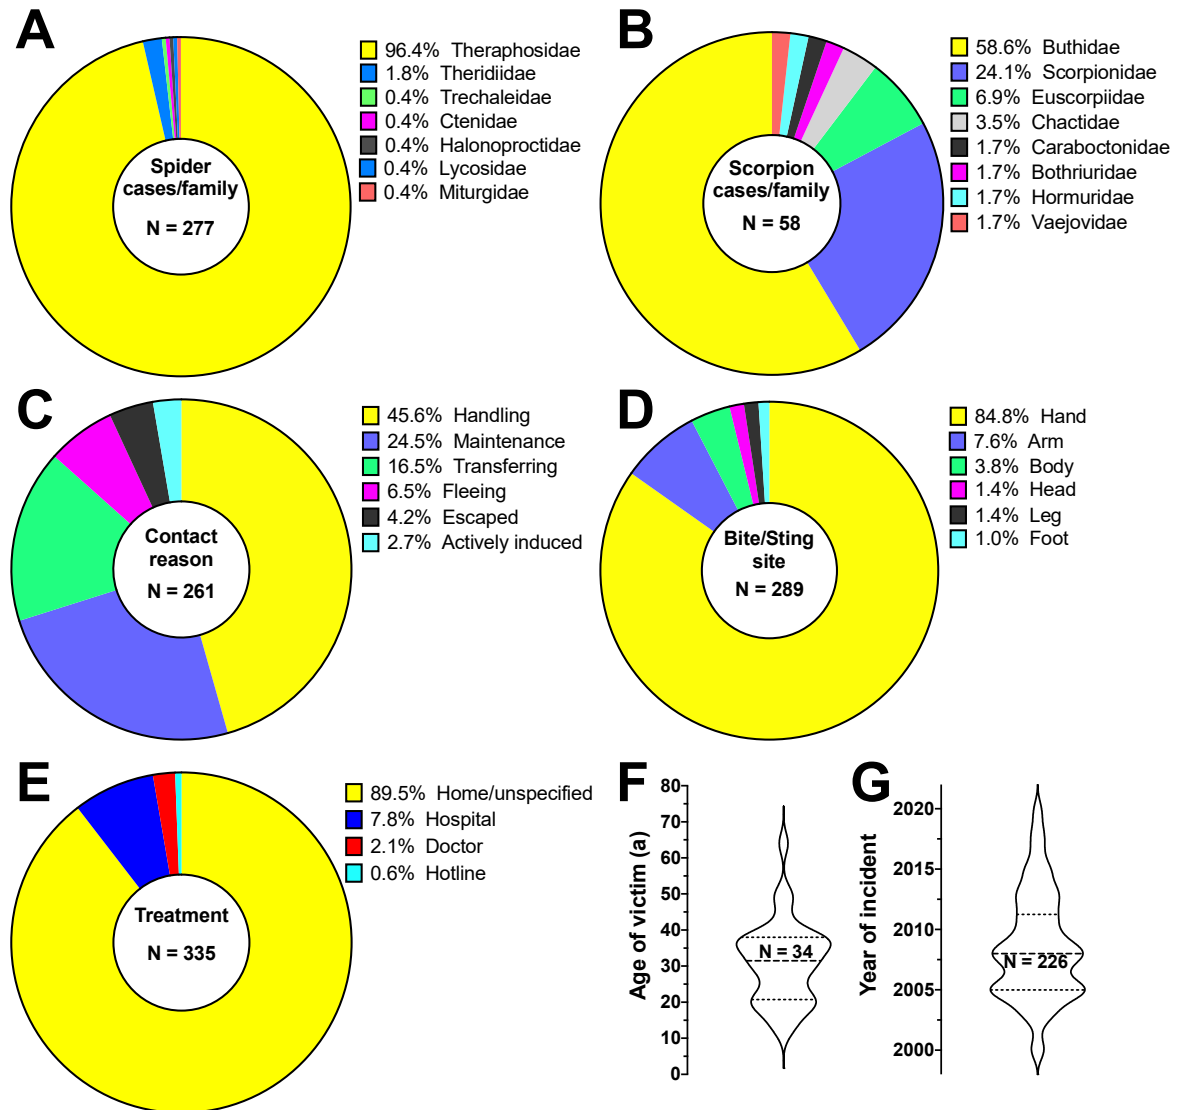 A
96.4% Theraphosidae
1.8% Theridiidae
0.4% Trechaleidae
0.4% Ctenidae
0.4% Halonoproctidae
0.4% Lycosidae
0.4% Miturgidae
Spider
cases/family
N = 277
B
58.6% Buthidae
24.1% Scorpionidae
6.9% Euscorpiidae
3.5% Chactidae
1.7% Caraboctonidae
1.7% Bothriuridae
1.7% Hormuridae
1.7% Vaejovidae
Scorpion
cases/family
N = 58
C
45.6% Handling
24.5% Maintenance
16.5% Transferring
6.5% Fleeing
4.2% Escaped
2.7% Actively induced
Contact
reason
N = 261
D
84.8% Hand
7.6% Arm
3.8% Body
1.4% Head
1.4% Leg
1.0% Foot
Bite/Sting
site
N = 289
E
89.5% Home/unspecified
7.8% Hospital
2.1% Doctor
0.6% Hotline
Treatment
N = 335
F
Age of victim (a)
80
70
60
50
40
30
20
10
0
N = 34
G
Year of incident
2020
2015
2010
2005
2000
N = 226